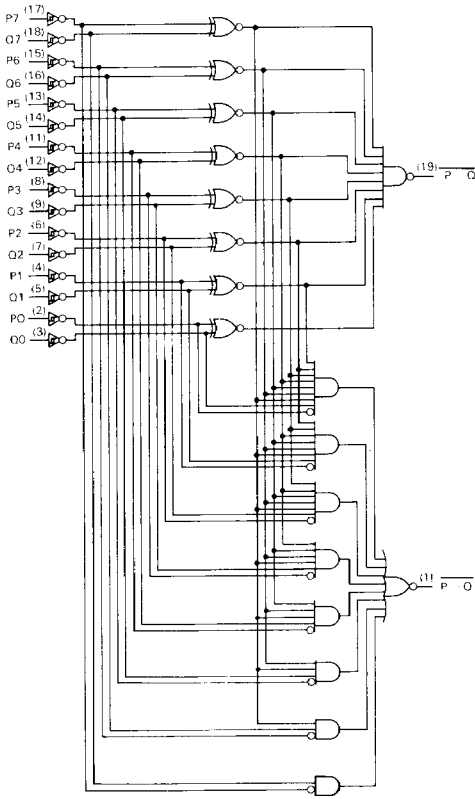 P7 (17)
Q7 (18)
P6 (15)
Q6 (16)
P5 (13)
Q5 (14)
P4 (11)
Q4 (12)
P3 (8)
Q3 (9)
P2 (6)
Q2 (7)
P1 (4)
Q1 (5)
P0 (2)
Q0 (3)
(19) P Q
(1) P Q